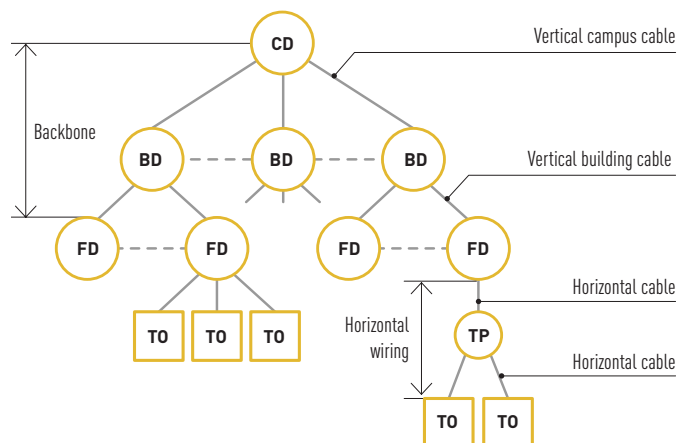 CD
Vertical campus cable
Backbone
BD
BD
BD
Vertical building cable
FD
FD
FD
FD
Horizontal cable
TO
TO
TO
Horizontal
wiring
TP
Horizontal cable
TO
TO